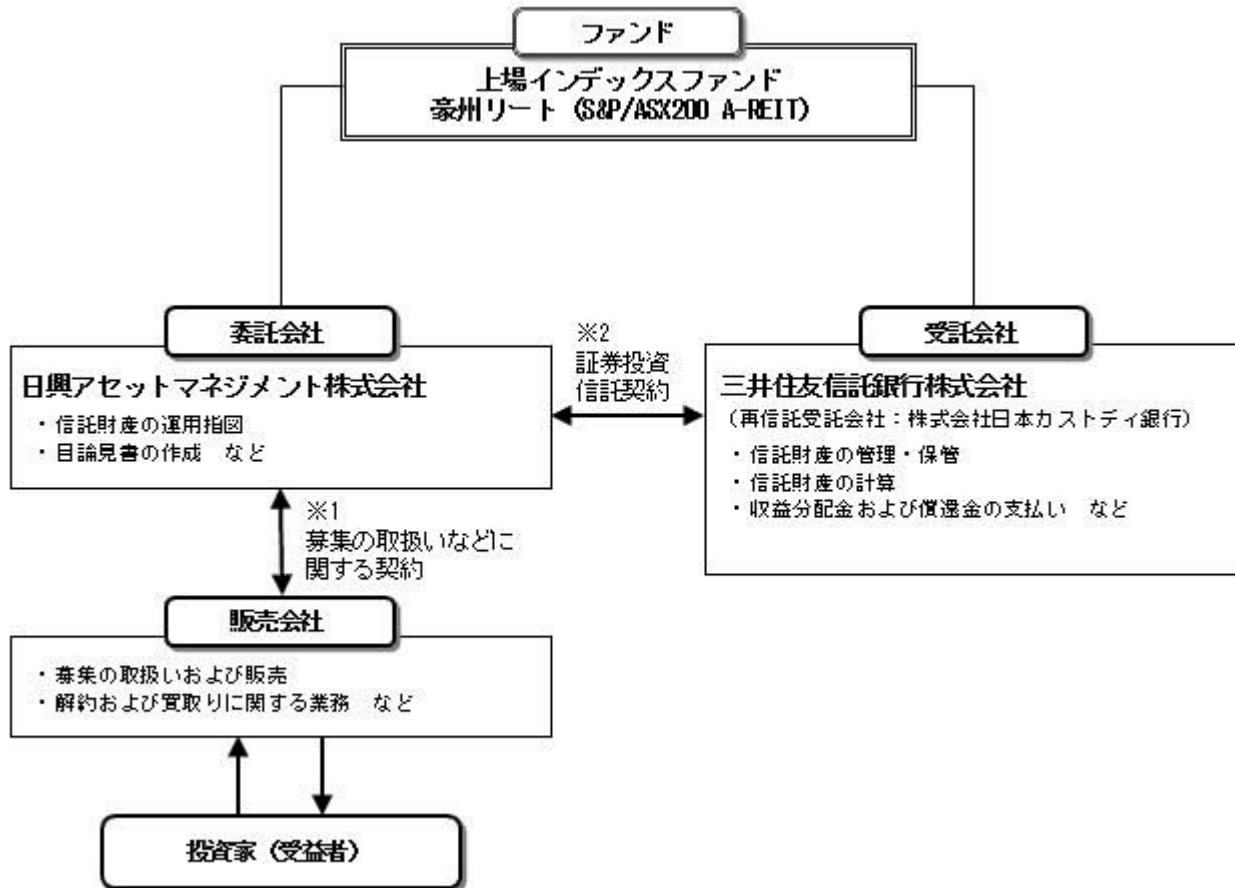 ファンド
上場インデックスファンド
豪州リート (S&P/ASX200 A-REIT)
委託会社
日興アセットマネジメント株式会社
・信託財産の運用指図
・目論見書の作成 など
※2
証券投資
信託契約
受託会社
三井住友信託銀行株式会社
(再信託受託会社:株式会社日本カストディ銀行)
・信託財産の管理・保管
・信託財産の計算
・収益分配金および償還金の支払い など
※1
募集の取扱いなどに
関する契約
販売会社
・募集の取扱いおよび販売
・解約および買取りに関する業務 など
投資家 (受益者)